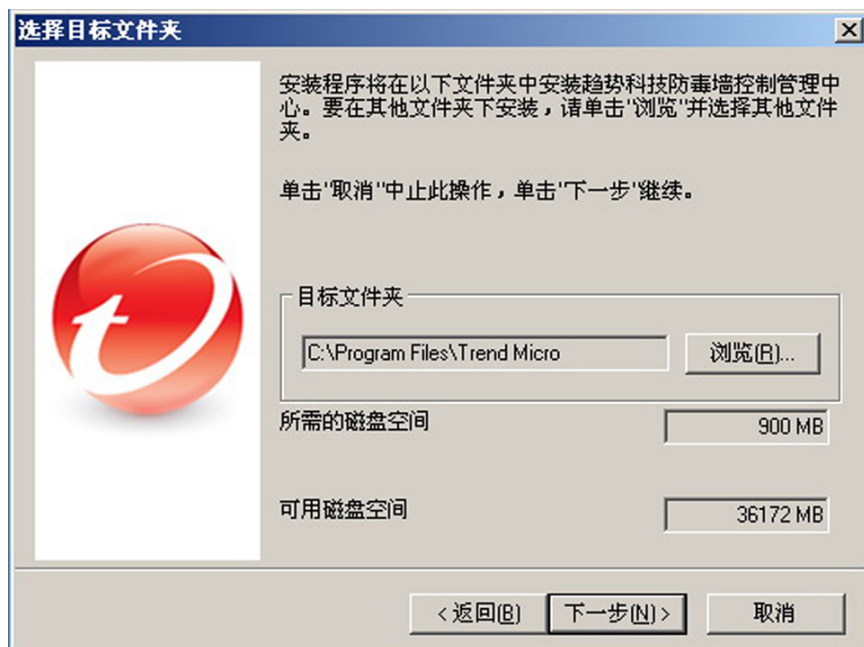 选择目标文件夹
安装程序将在以下文件夹中安装趋势科技防毒墙控制管理中
心。要在其他文件夹下安装，请单击"浏览"并选择其他文件
夹。
单击"取消"中止此操作，单击"下一步"继续。
目标文件夹
C:\Program Files\Trend Micro
浏览(R)...
所需的磁盘空间
900 MB
可用磁盘空间
36172 MB
< 返回(B)
下一步(N) >
取消